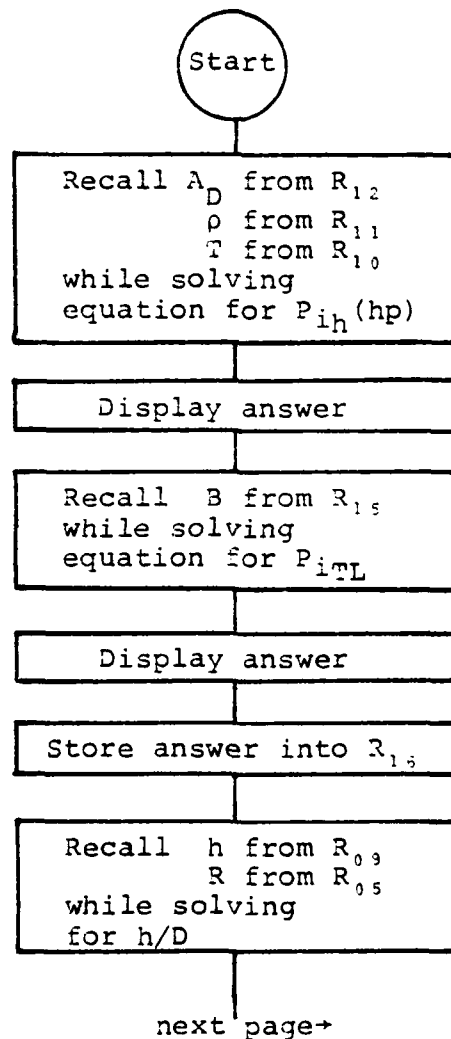 Start
Recall A_D from R_12
ρ from R_11
T from R_10
while solving
equation for P_ih(hp)
Display answer
Recall B from R_15
while solving
equation for P_iTL
Display answer
Store answer into R_16
Recall h from R_09
R from R_05
while solving
for h/D
next page→